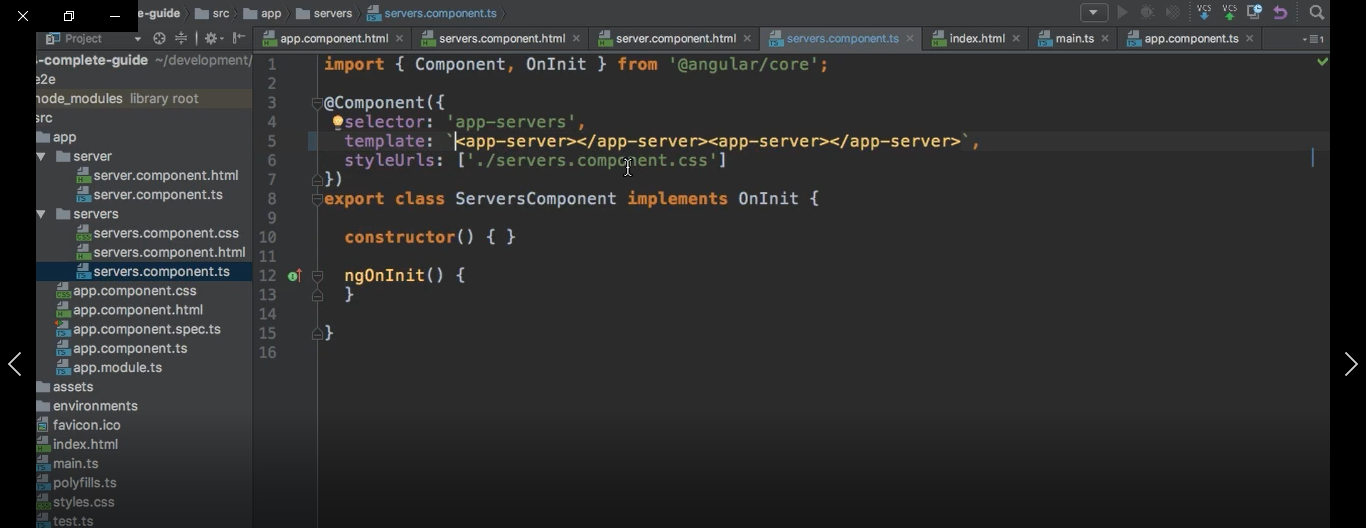 e-guide src app servers servers.component.ts
Project
app.component.html servers.component.html server.component.html servers.component.ts index.html main.ts app.component.ts
-complete-guide ~/development/
e2e
node_modules library root
src
app
server
server.component.html
server.component.ts
servers
servers.component.css
servers.component.html
servers.component.ts
app.component.css
app.component.html
app.component.spec.ts
app.component.ts
app.module.ts
assets
environments
favicon.ico
index.html
main.ts
polyfills.ts
styles.css
test.ts
VCS VCS
1 import { Component, OnInit } from '@angular/core';
2
3 @Component({
4 selector: 'app-servers',
5 template: `<app-server></app-server><app-server></app-server>`,
6 styleUrls: ['./servers.component.css']
7 })
8 export class ServersComponent implements OnInit {
9
10 constructor() { }
11
12 ngOnInit() {
13 }
14
15 }
16